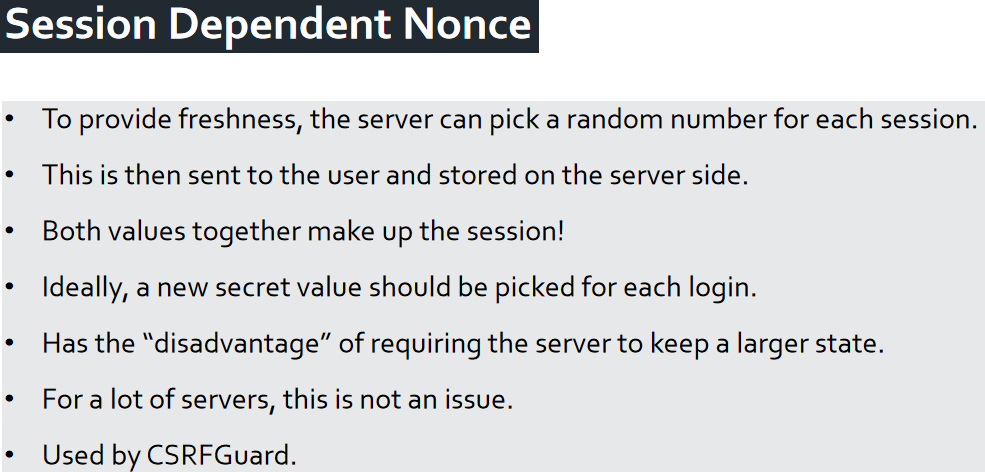 Session Dependent Nonce
• To provide freshness, the server can pick a random number for each session.
• This is then sent to the user and stored on the server side.
• Both values together make up the session!
• Ideally, a new secret value should be picked for each login.
• Has the “disadvantage” of requiring the server to keep a larger state.
• For a lot of servers, this is not an issue.
• Used by CSRFGuard.